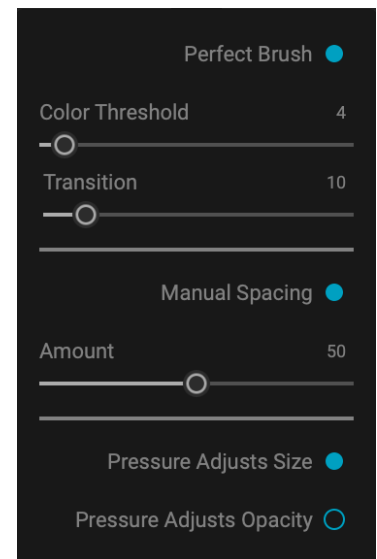 Perfect Brush
Color Threshold 4
Transition 10
Manual Spacing
Amount 50
Pressure Adjusts Size
Pressure Adjusts Opacity